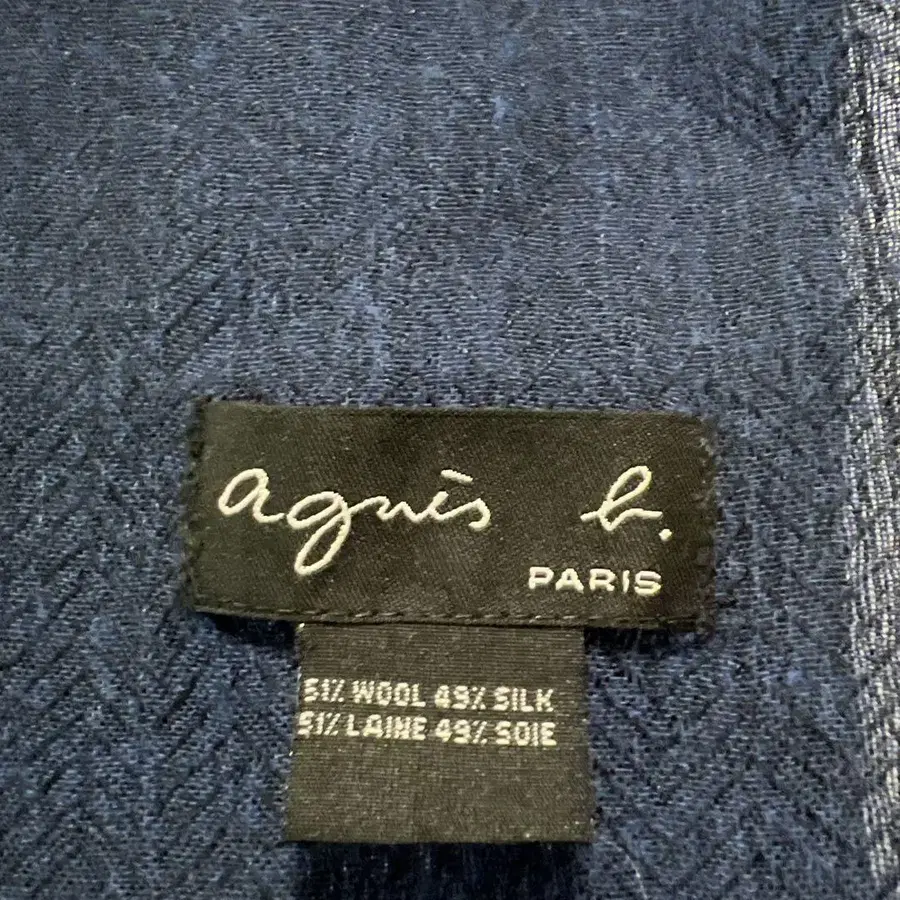 agnès b.
PARIS
51% WOOL 49% SILK
51% LAINE 49% SOIE